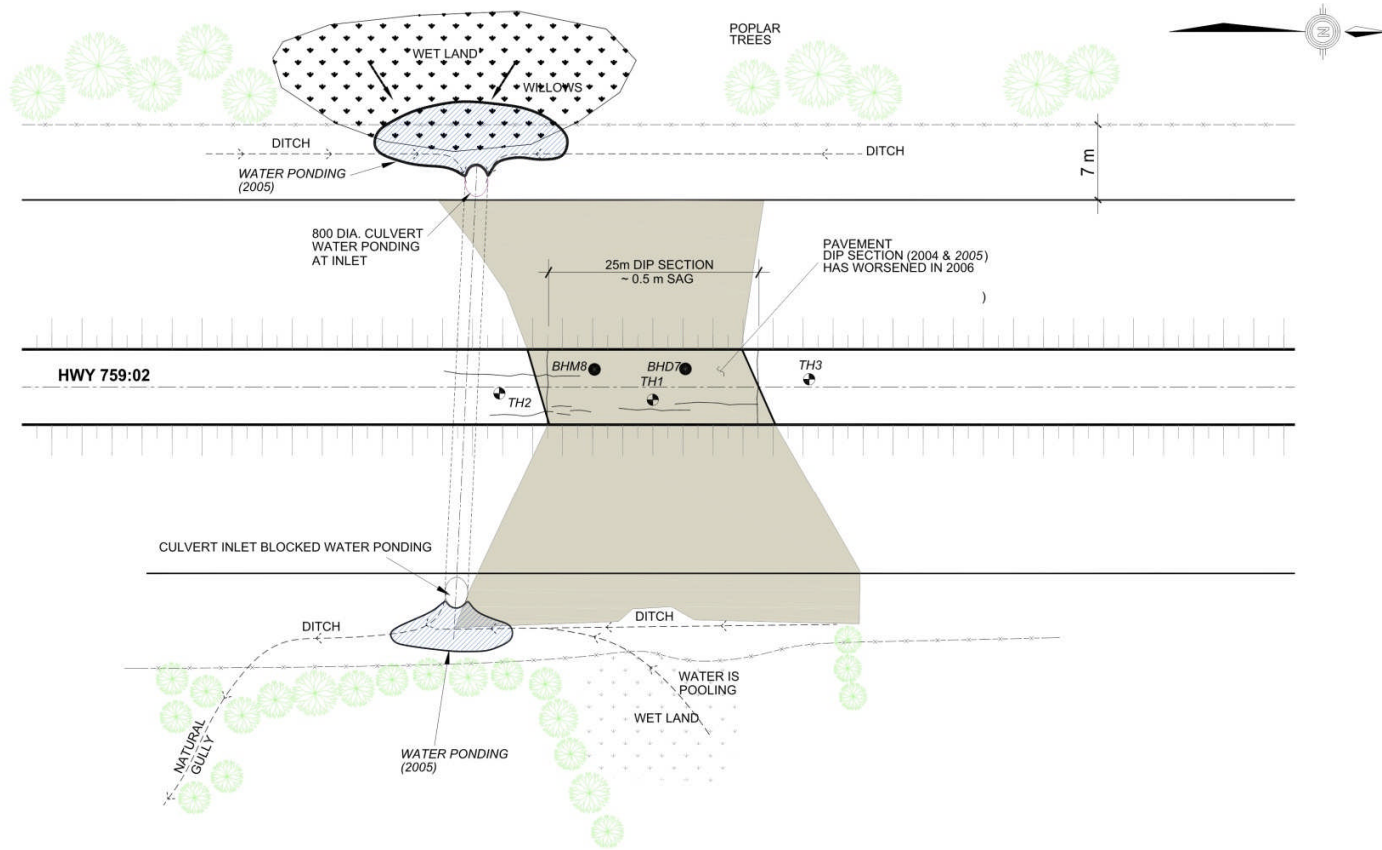 POPLAR
TREES
N
WET LAND
WILLOWS
DITCH
DITCH
WATER PONDING
(2005)
7 m
800 DIA. CULVERT
WATER PONDING
AT INLET
25m DIP SECTION
~ 0.5 m SAG
PAVEMENT
DIP SECTION (2004 & 2005)
HAS WORSENED IN 2006
)
HWY 759:02
BHM8
BHD7
TH1
TH3
TH2
CULVERT INLET BLOCKED WATER PONDING
DITCH
DITCH
WATER IS
POOLING
WET LAND
NATURAL
GULLY
WATER PONDING
(2005)